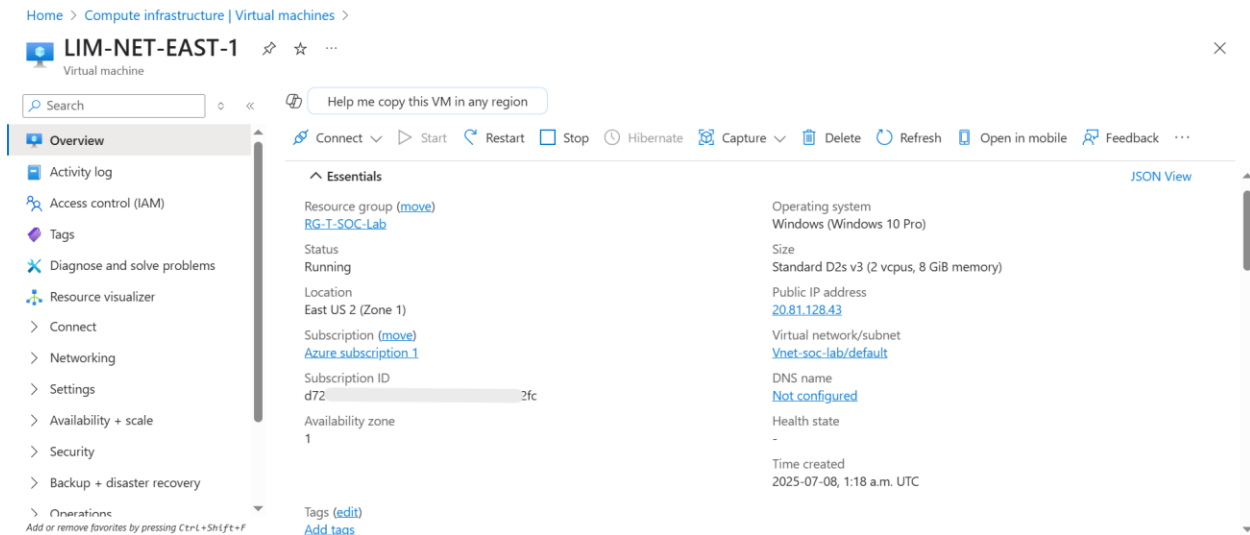 Home > Compute infrastructure | Virtual machines >
LIM-NET-EAST-1
Virtual machine
Search
Help me copy this VM in any region
Connect Start Restart Stop Hibernate Capture Delete Refresh Open in mobile Feedback ...
Overview
Activity log
Access control (IAM)
Tags
Diagnose and solve problems
Resource visualizer
Connect
Networking
Settings
Availability + scale
Security
Backup + disaster recovery
Operations
Add or remove favorites by pressing Ctrl+Shift+F
Essentials
JSON View
Resource group (move)
RG-T-SOC-Lab
Status
Running
Location
East US 2 (Zone 1)
Subscription (move)
Azure subscription 1
Subscription ID
d72 2fc
Availability zone
1
Operating system
Windows (Windows 10 Pro)
Size
Standard D2s v3 (2 vcpus, 8 GiB memory)
Public IP address
20.81.128.43
Virtual network/subnet
Vnet-soc-lab/default
DNS name
Not configured
Health state
-
Time created
2025-07-08, 1:18 a.m. UTC
Tags (edit)
Add tags